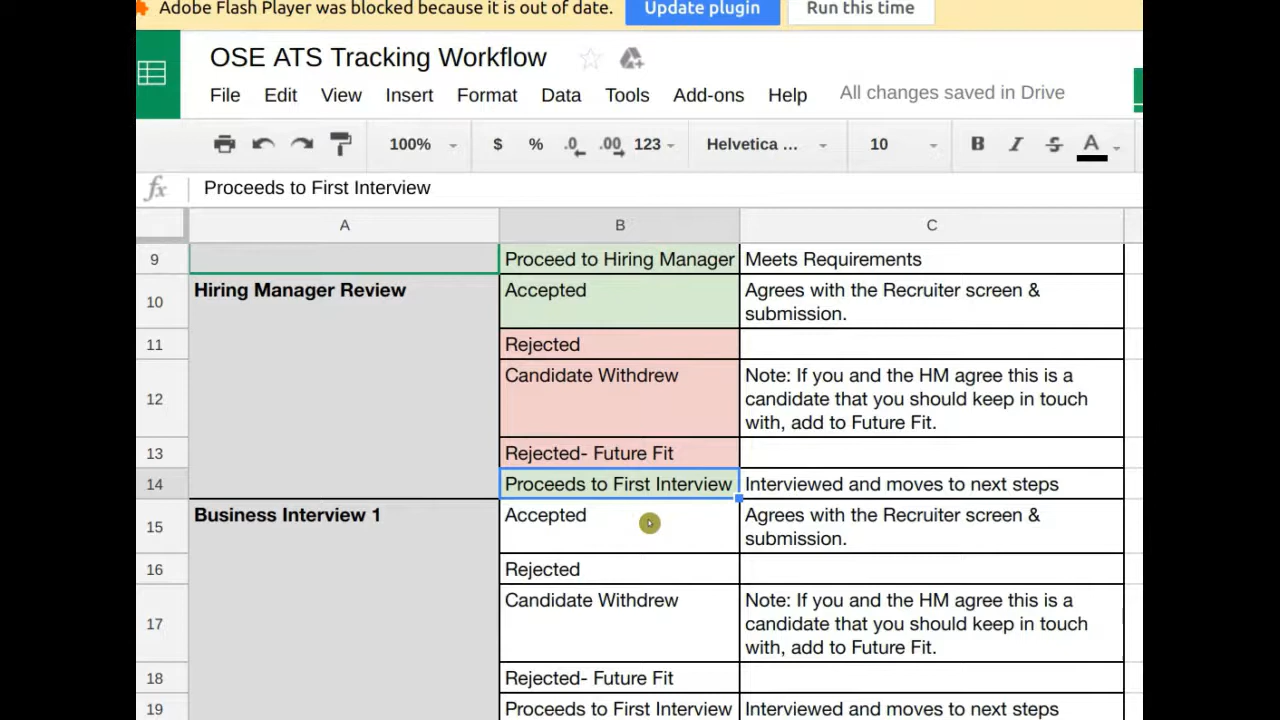 Adobe Flash Player was blocked because it is out of date. Update plugin Run this time
OSE ATS Tracking Workflow
File Edit View Insert Format Data Tools Add-ons Help All changes saved in Drive
100% $ % .0 .00 123 Helvetica ... 10 B I S A
fx Proceeds to First Interview
A B C
9 Proceed to Hiring Manager Meets Requirements
10 Hiring Manager Review Accepted Agrees with the Recruiter screen &
submission.
11 Rejected
12 Candidate Withdrew Note: If you and the HM agree this is a
candidate that you should keep in touch
with, add to Future Fit.
13 Rejected- Future Fit
14 Proceeds to First Interview Interviewed and moves to next steps
15 Business Interview 1 Accepted Agrees with the Recruiter screen &
submission.
16 Rejected
17 Candidate Withdrew Note: If you and the HM agree this is a
candidate that you should keep in touch
with, add to Future Fit.
18 Rejected- Future Fit
19 Proceeds to First Interview Interviewed and moves to next steps